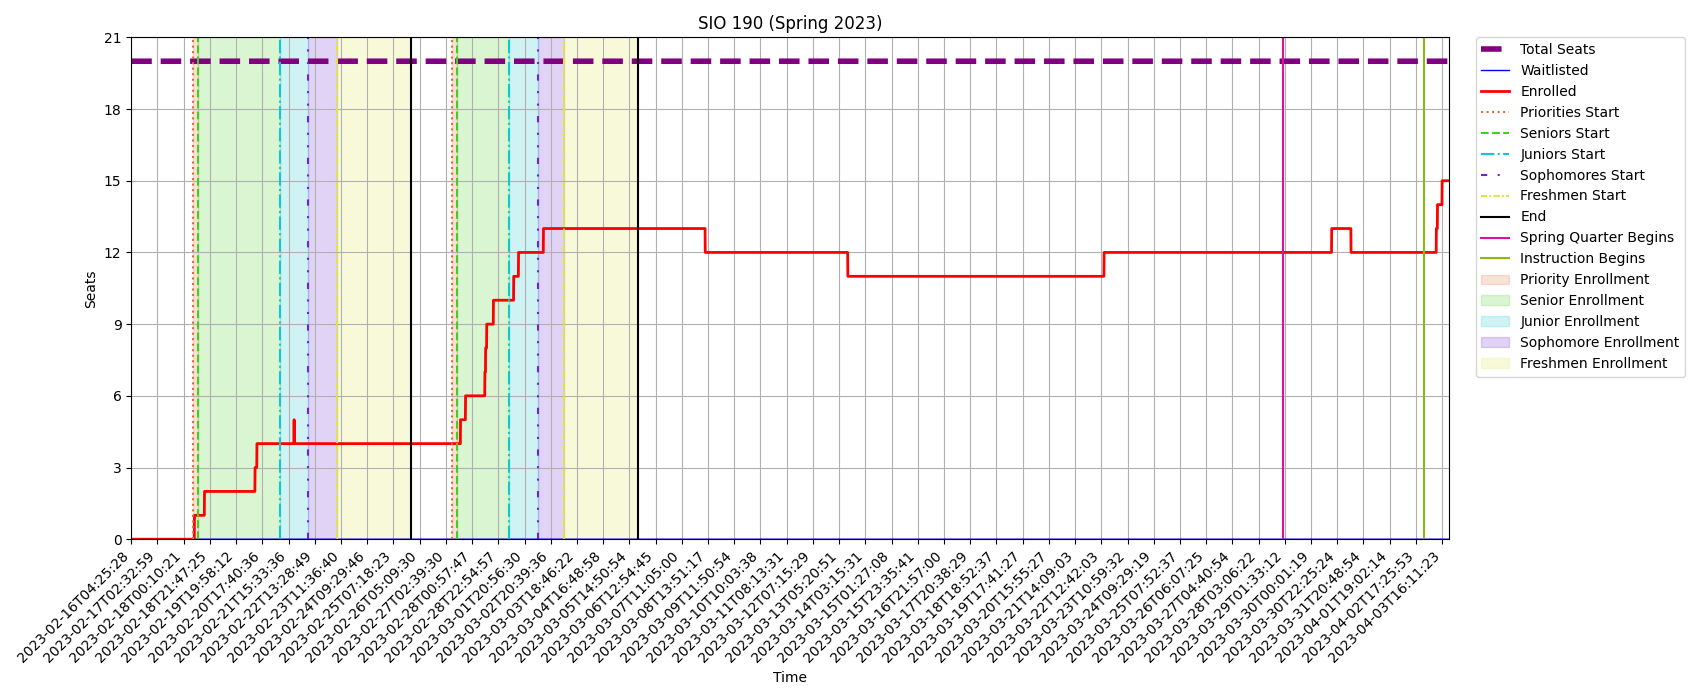 SIO 190 (Spring 2023)
21
18
15
12
9
6
3
0
Seats
2023-02-16T04:25:28
2023-02-17T02:32:59
2023-02-18T00:10:21
2023-02-18T21:47:25
2023-02-19T19:58:12
2023-02-20T17:40:36
2023-02-21T15:33:36
2023-02-22T13:28:49
2023-02-23T11:36:40
2023-02-24T09:29:46
2023-02-25T07:18:23
2023-02-26T05:09:30
2023-02-27T02:39:30
2023-02-28T00:57:47
2023-02-28T22:54:57
2023-03-01T20:56:30
2023-03-02T20:39:36
2023-03-03T18:46:22
2023-03-04T16:48:58
2023-03-05T14:50:54
2023-03-06T12:54:45
2023-03-07T11:05:00
2023-03-08T13:51:17
2023-03-09T11:50:54
2023-03-10T10:03:38
2023-03-11T08:13:31
2023-03-12T07:15:29
2023-03-13T05:20:51
2023-03-14T03:15:31
2023-03-15T01:27:08
2023-03-15T23:35:41
2023-03-16T21:57:00
2023-03-17T20:38:29
2023-03-18T18:52:37
2023-03-19T17:41:27
2023-03-20T15:55:27
2023-03-21T14:09:03
2023-03-22T12:42:03
2023-03-23T10:59:32
2023-03-24T09:29:19
2023-03-25T07:52:37
2023-03-26T06:07:25
2023-03-27T04:40:54
2023-03-28T03:06:22
2023-03-29T01:33:12
2023-03-30T00:01:19
2023-03-30T22:25:24
2023-03-31T20:48:54
2023-04-01T19:02:14
2023-04-02T17:25:53
2023-04-03T16:11:23
Time
Total Seats
Waitlisted
Enrolled
Priorities Start
Seniors Start
Juniors Start
Sophomores Start
Freshmen Start
End
Spring Quarter Begins
Instruction Begins
Priority Enrollment
Senior Enrollment
Junior Enrollment
Sophomore Enrollment
Freshmen Enrollment